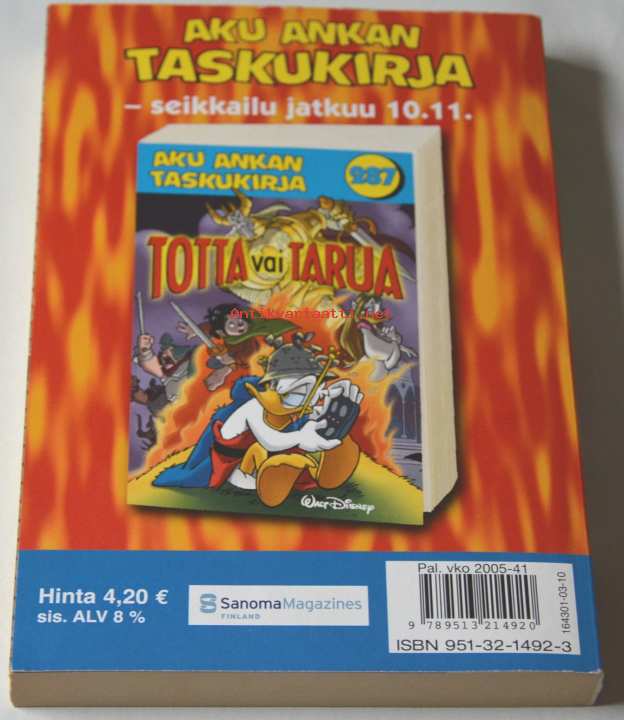 AKU ANKAN
TASKUKIRJA
– seikkailu jatkuu 10.11.
AKU ANKAN
TASKUKIRJA
287
TOTTA vai TARUA
Antikvariaatti.net
WALT DISNEY
Hinta 4,20 €
sis. ALV 8 %
S SanomaMagazines
FINLAND
Pal. vko 2005-41
9 789513 214920
164301-03-10
ISBN 951-32-1492-3